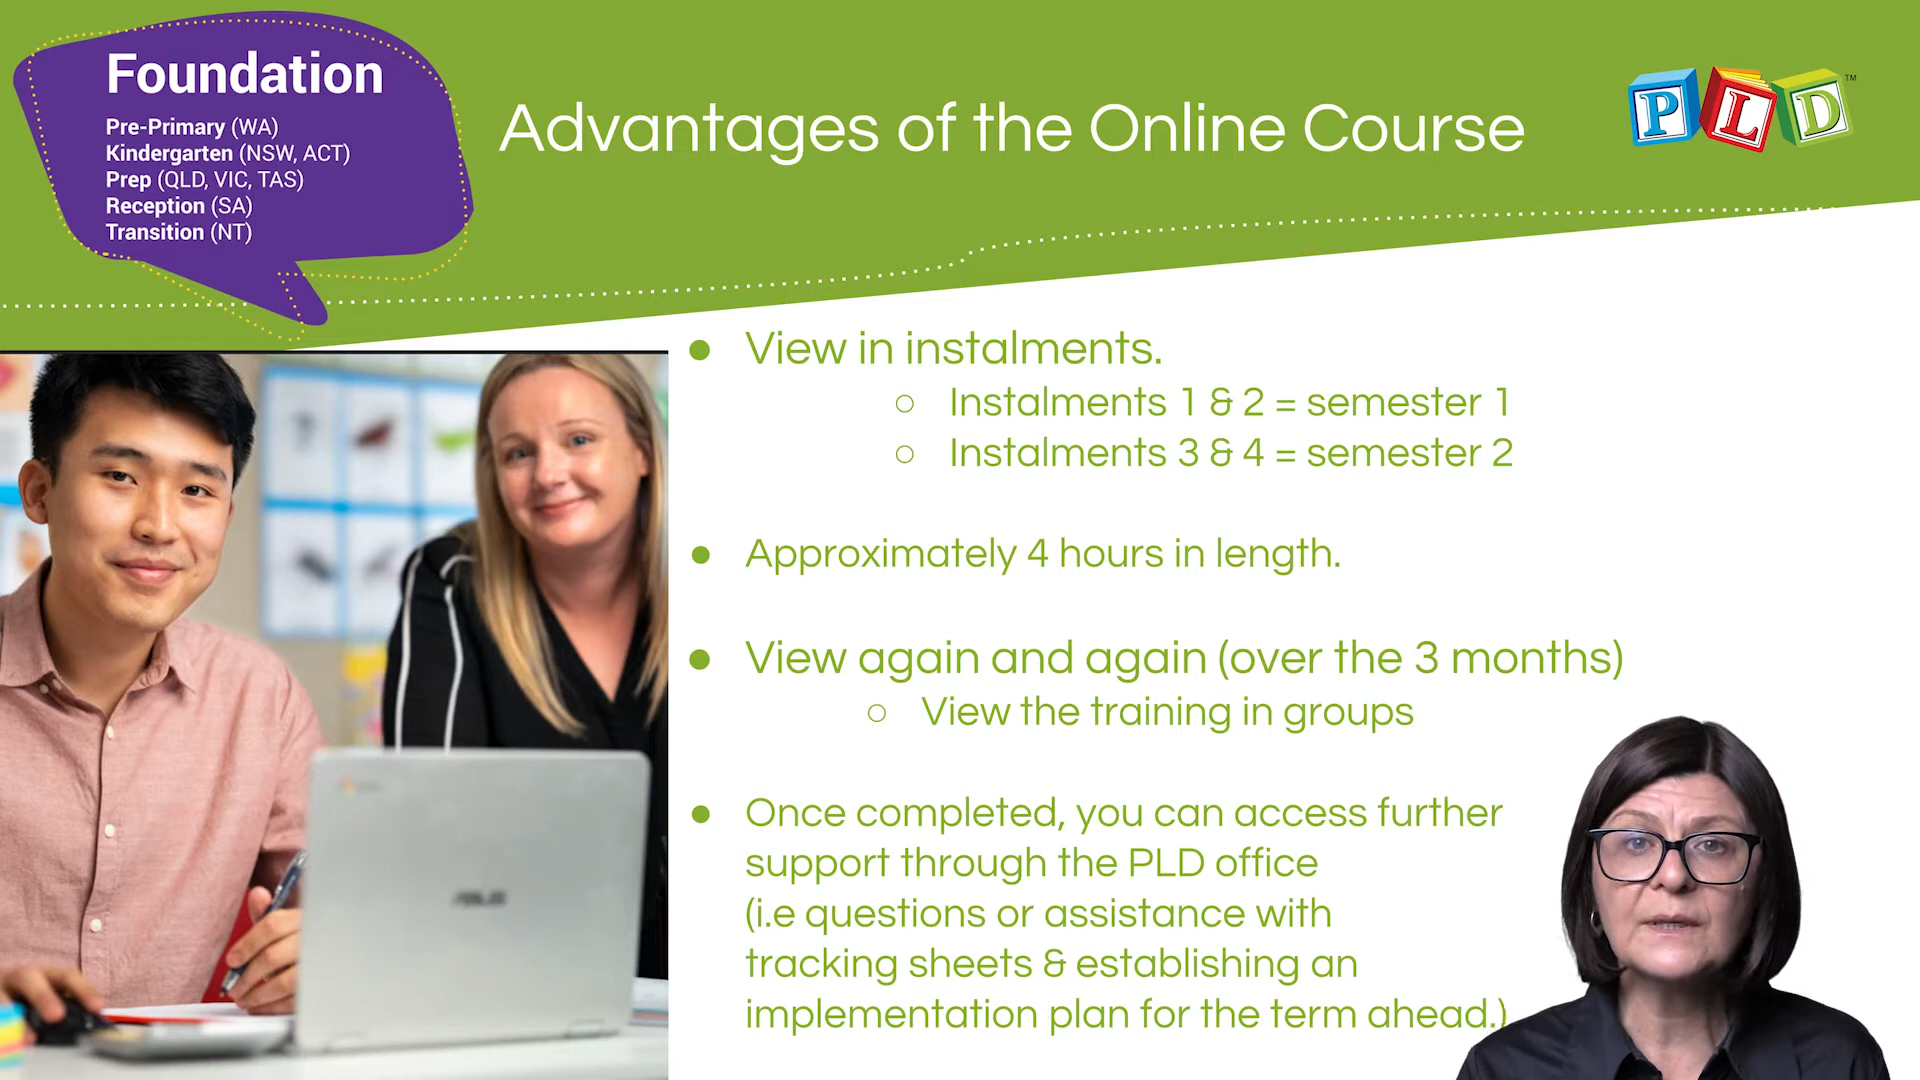 Foundation
Pre-Primary (WA)
Kindergarten (NSW, ACT)
Prep (QLD, VIC, TAS)
Reception (SA)
Transition (NT)
Advantages of the Online Course
PLD™
● View in instalments.
○ Instalments 1 & 2 = semester 1
○ Instalments 3 & 4 = semester 2
● Approximately 4 hours in length.
● View again and again (over the 3 months)
○ View the training in groups
● Once completed, you can access further
support through the PLD office
(i.e questions or assistance with
tracking sheets & establishing an
implementation plan for the term ahead.)
ASUS